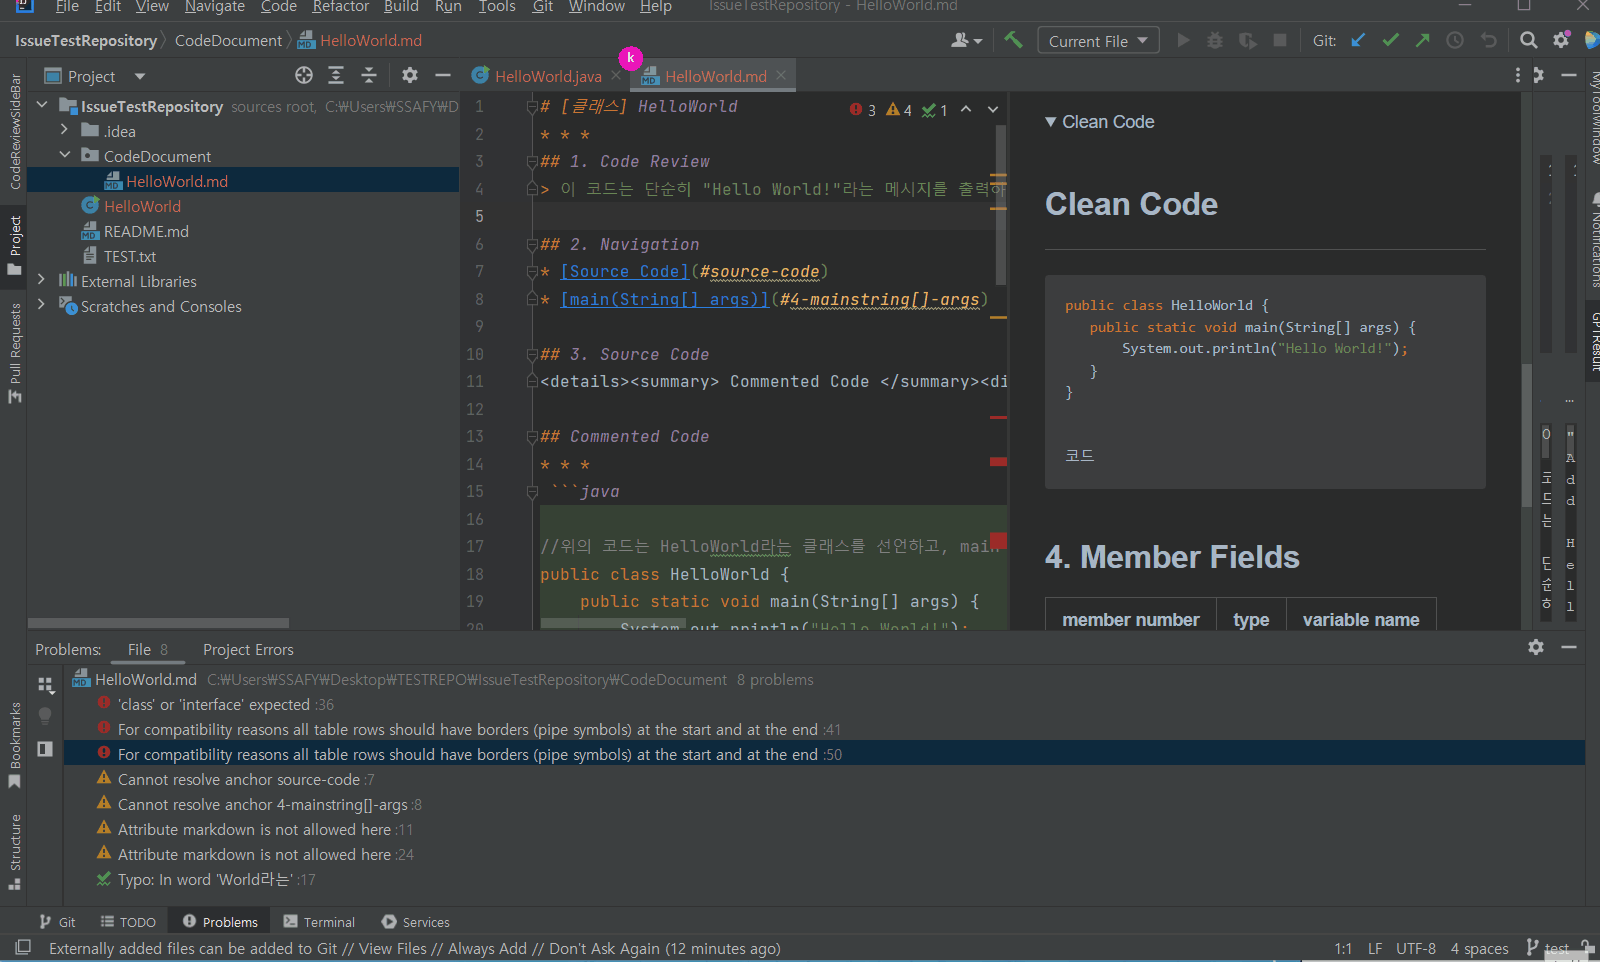 File Edit View Navigate Code Refactor Build Run Tools Git Window Help IssueTestRepository - HelloWorld.md
IssueTestRepository CodeDocument HelloWorld.md Current File Git:
Project
k
HelloWorld.java HelloWorld.md
IssueTestRepository sources root, C:₩Users₩SSAFY₩D
.idea
CodeDocument
HelloWorld.md
HelloWorld
README.md
TEST.txt
External Libraries
Scratches and Consoles
CodeReviewSlideBar
Project
Pull Requests
Bookmarks
Structure
3 4 1
1 # [클래스] HelloWorld
2 * * *
3 ## 1. Code Review
4 > 이 코드는 단순히 "Hello World!"라는 메시지를 출력하
5
6 ## 2. Navigation
7 * [Source Code](#source-code)
8 * [main(String[] args)](#4-mainstring[]-args)
9
10 ## 3. Source Code
11 <details><summary> Commented Code </summary><di
12
13 ## Commented Code
14 * * *
15 ```java
16
17 //위의 코드는 HelloWorld라는 클래스를 선언하고, main
18 public class HelloWorld {
19 public static void main(String[] args) {
20 System.out.println("Hello World!");
▼ Clean Code
Clean Code
public class HelloWorld {
public static void main(String[] args) {
System.out.println("Hello World!");
}
}
코드
4. Member Fields
member number type variable name
MyToolWindow
Notifications
GPTResult
...
코
드
는
단
순
히
"
A
d
d
H
e
l
l
Problems: File 8 Project Errors
HelloWorld.md C:₩Users₩SSAFY₩Desktop₩TESTREPO₩IssueTestRepository₩CodeDocument 8 problems
'class' or 'interface' expected :36
For compatibility reasons all table rows should have borders (pipe symbols) at the start and at the end :41
For compatibility reasons all table rows should have borders (pipe symbols) at the start and at the end :50
Cannot resolve anchor source-code :7
Cannot resolve anchor 4-mainstring[]-args :8
Attribute markdown is not allowed here :11
Attribute markdown is not allowed here :24
Typo: In word 'World라는' :17
Git TODO Problems Terminal Services
Externally added files can be added to Git // View Files // Always Add // Don't Ask Again (12 minutes ago) 1:1 LF UTF-8 4 spaces test